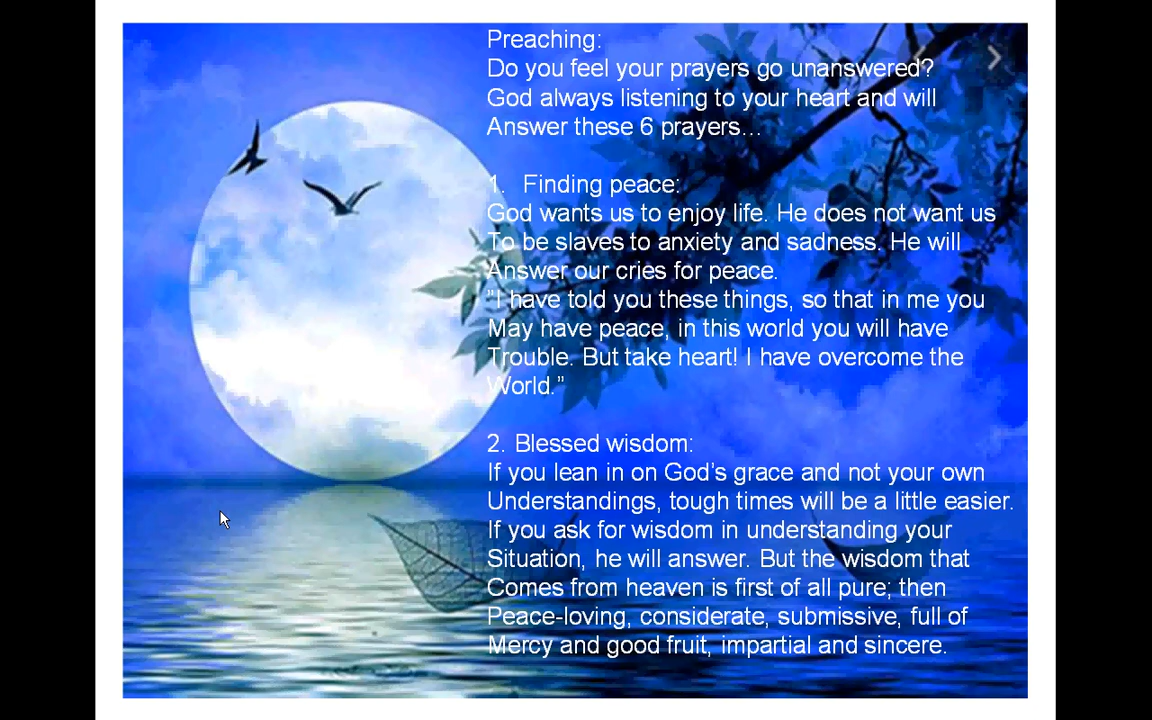 Preaching:
Do you feel your prayers go unanswered?
God always listening to your heart and will
Answer these 6 prayers...
1. Finding peace:
God wants us to enjoy life. He does not want us
To be slaves to anxiety and sadness. He will
Answer our cries for peace.
"I have told you these things, so that in me you
May have peace, in this world you will have
Trouble. But take heart! I have overcome the
World."
2. Blessed wisdom:
If you lean in on God's grace and not your own
Understandings, tough times will be a little easier.
If you ask for wisdom in understanding your
Situation, he will answer. But the wisdom that
Comes from heaven is first of all pure; then
Peace-loving, considerate, submissive, full of
Mercy and good fruit, impartial and sincere.